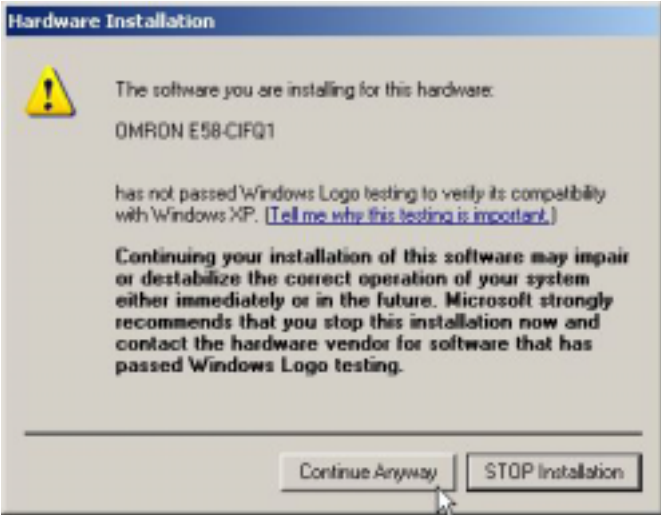 Hardware Installation
The software you are installing for this hardware:
OMRON E58-CIFQ1
has not passed Windows Logo testing to verify its compatibility
with Windows XP. (Tell me why this testing is important.)
Continuing your installation of this software may impair
or destabilize the correct operation of your system
either immediately or in the future. Microsoft strongly
recommends that you stop this installation now and
contact the hardware vendor for software that has
passed Windows Logo testing.
Continue Anyway
STOP Installation